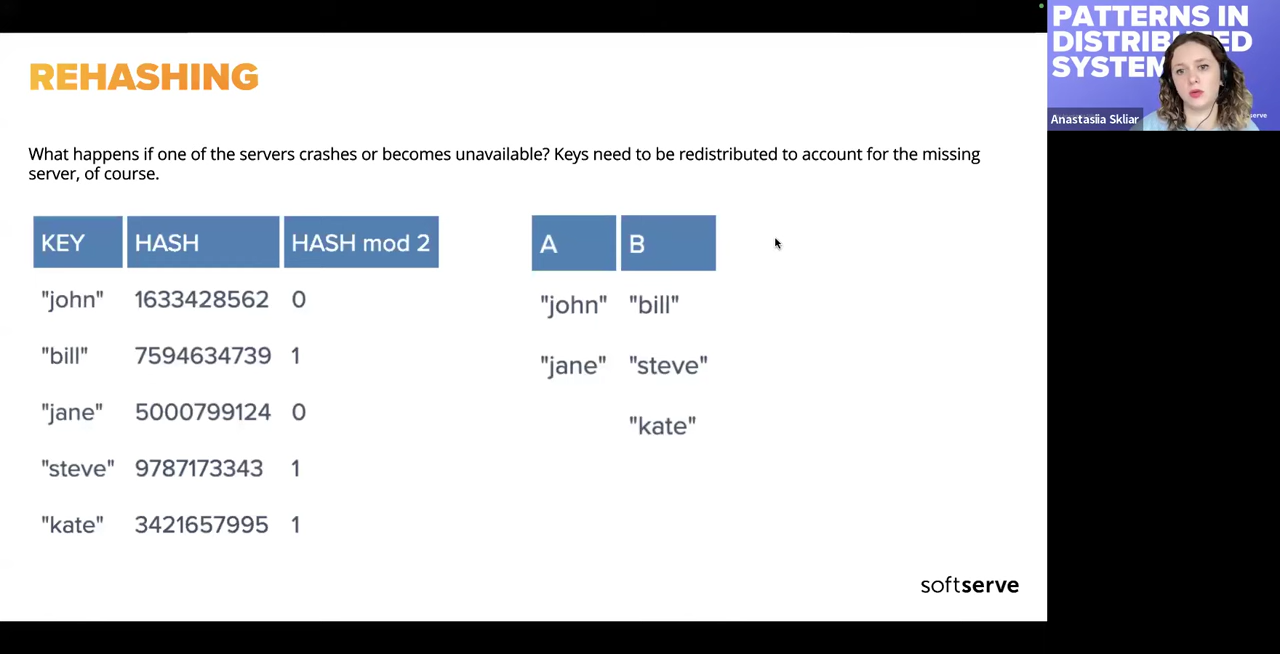 REHASHING
What happens if one of the servers crashes or becomes unavailable? Keys need to be redistributed to account for the missing
server, of course.
KEY HASH HASH mod 2
"john" 1633428562 0
"bill" 7594634739 1
"jane" 5000799124 0
"steve" 9787173343 1
"kate" 3421657995 1
A B
"john" "bill"
"jane" "steve"
"kate"
softserve
PATTERNS IN
DISTRIBUTED
SYSTEM
Anastasiia Skliar